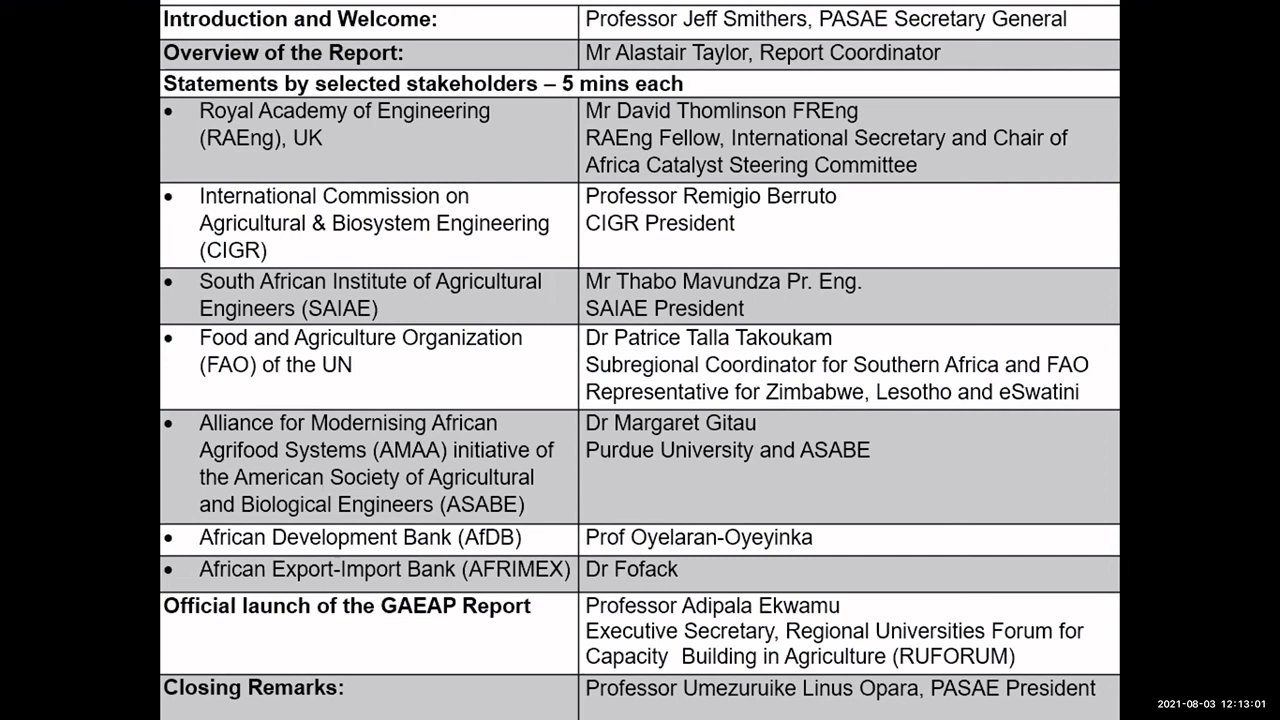 Introduction and Welcome:
Professor Jeff Smithers, PASAE Secretary General
Overview of the Report:
Mr Alastair Taylor, Report Coordinator
Statements by selected stakeholders – 5 mins each
• Royal Academy of Engineering
(RAEng), UK
Mr David Thomlinson FREng
RAEng Fellow, International Secretary and Chair of
Africa Catalyst Steering Committee
• International Commission on
Agricultural & Biosystem Engineering
(CIGR)
Professor Remigio Berruto
CIGR President
• South African Institute of Agricultural
Engineers (SAIAE)
Mr Thabo Mavundza Pr. Eng.
SAIAE President
• Food and Agriculture Organization
(FAO) of the UN
Dr Patrice Talla Takoukam
Subregional Coordinator for Southern Africa and FAO
Representative for Zimbabwe, Lesotho and eSwatini
• Alliance for Modernising African
Agrifood Systems (AMAA) initiative of
the American Society of Agricultural
and Biological Engineers (ASABE)
Dr Margaret Gitau
Purdue University and ASABE
• African Development Bank (AfDB)
Prof Oyelaran-Oyeyinka
• African Export-Import Bank (AFRIMEX)
Dr Fofack
Official launch of the GAEAP Report
Professor Adipala Ekwamu
Executive Secretary, Regional Universities Forum for
Capacity  Building in Agriculture (RUFORUM)
Closing Remarks:
Professor Umezuruike Linus Opara, PASAE President
2021-08-03 12:13:01